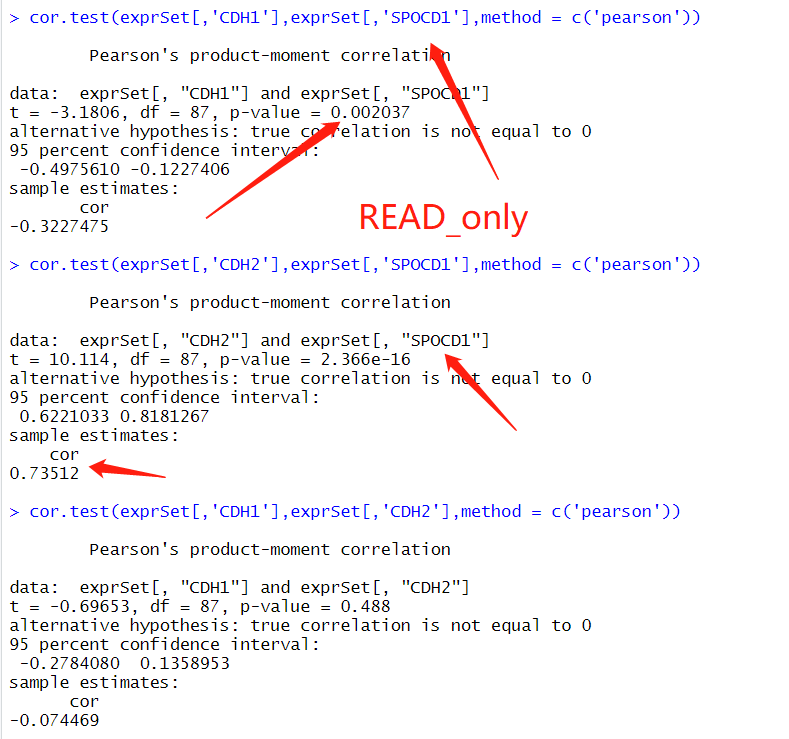 > cor.test(exprSet[,'CDH1'],exprSet[,'SPOCD1'],method = c('pearson'))
Pearson's product-moment correlation
data:  exprSet[, "CDH1"] and exprSet[, "SPOCD1"]
t = -3.1806, df = 87, p-value = 0.002037
alternative hypothesis: true correlation is not equal to 0
95 percent confidence interval:
-0.4975610 -0.1227406
sample estimates:
cor
-0.3227475
READ_only
> cor.test(exprSet[,'CDH2'],exprSet[,'SPOCD1'],method = c('pearson'))
Pearson's product-moment correlation
data:  exprSet[, "CDH2"] and exprSet[, "SPOCD1"]
t = 10.114, df = 87, p-value = 2.366e-16
alternative hypothesis: true correlation is not equal to 0
95 percent confidence interval:
0.6221033 0.8181267
sample estimates:
cor
0.73512
> cor.test(exprSet[,'CDH1'],exprSet[,'CDH2'],method = c('pearson'))
Pearson's product-moment correlation
data:  exprSet[, "CDH1"] and exprSet[, "CDH2"]
t = -0.69653, df = 87, p-value = 0.488
alternative hypothesis: true correlation is not equal to 0
95 percent confidence interval:
-0.2784080  0.1358953
sample estimates:
cor
-0.074469